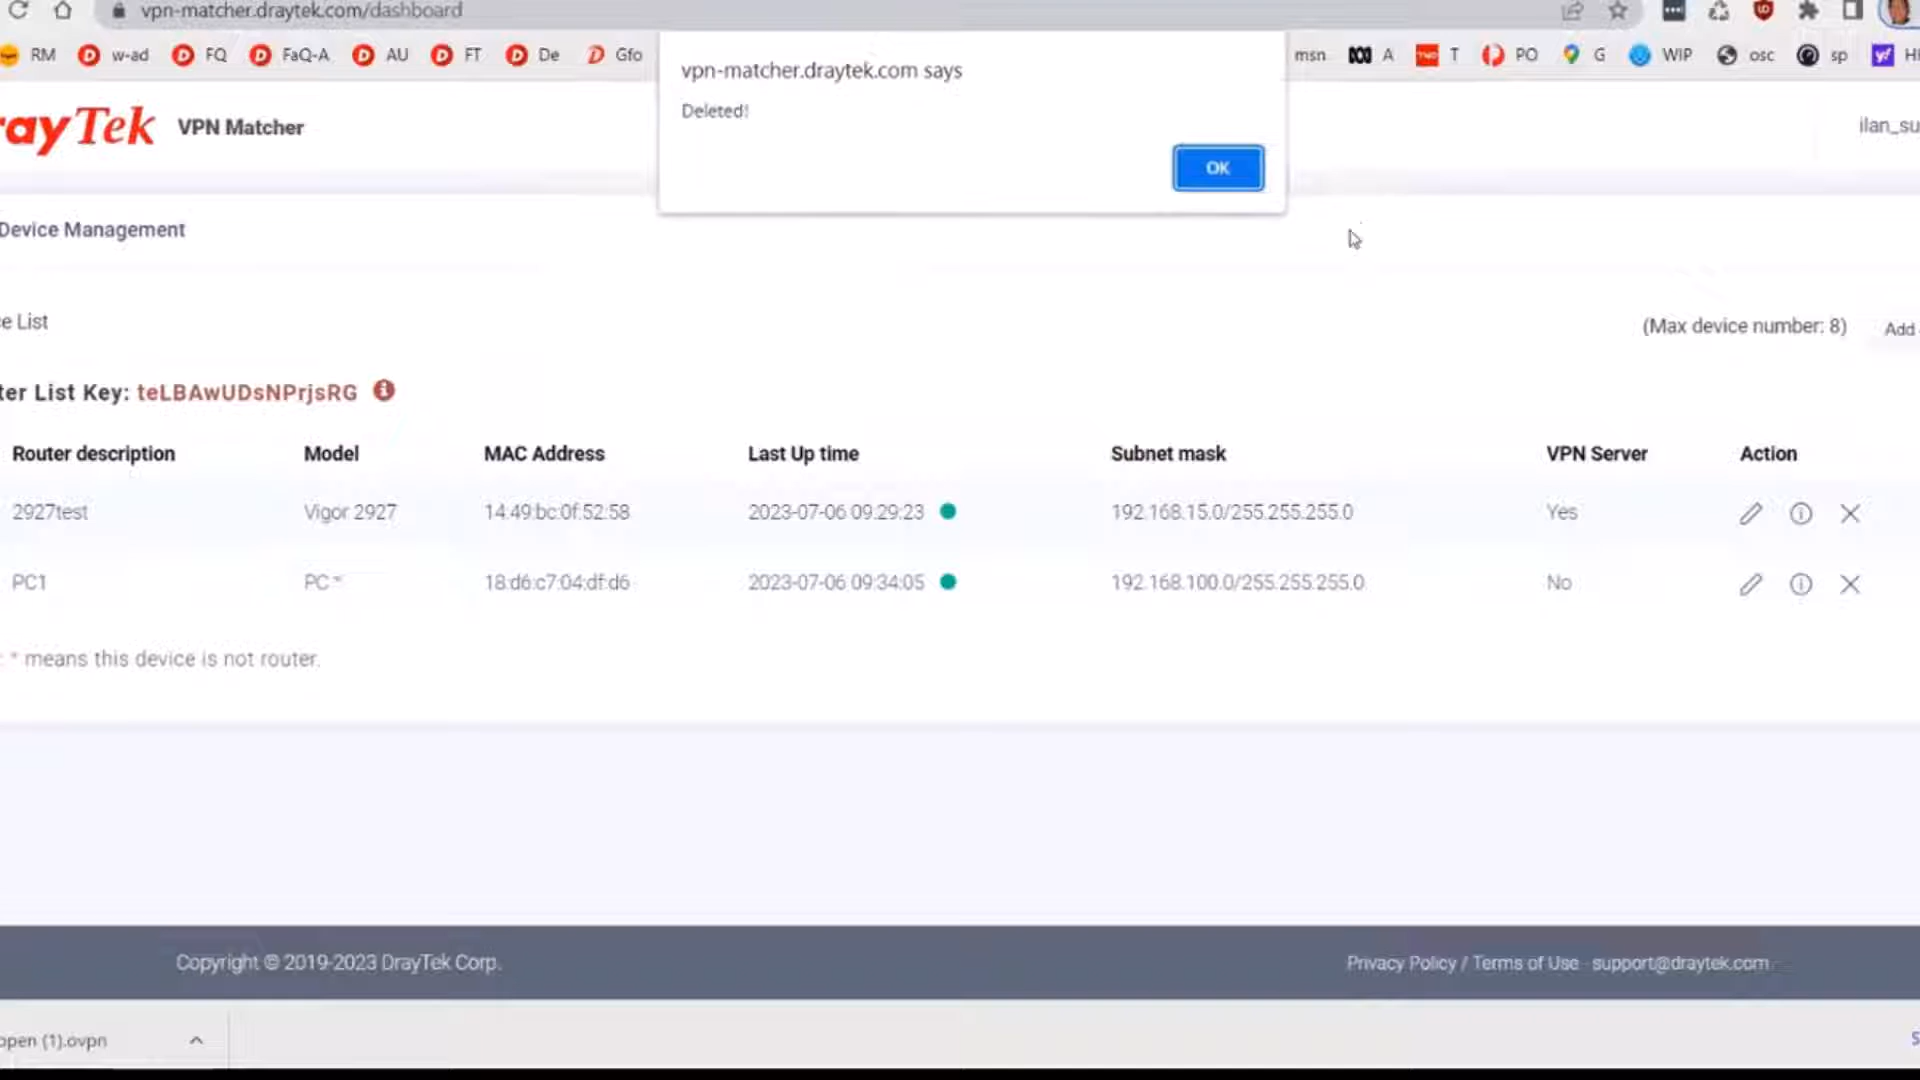 vpn-matcher.draytek.com/dashboard
RM w-ad FQ FaQ-A AU FT De Gfo msn A T PO G WIP osc sp
vpn-matcher.draytek.com says
Deleted!
OK
rayTek VPN Matcher
ilan_su
Device Management
e List
(Max device number: 8) Add
ter List Key: teLBAwUDsNPrjsRG
Router description Model MAC Address Last Up time Subnet mask VPN Server Action
2927test Vigor 2927 14:49:bc:0f:52:58 2023-07-06 09:29:23 192.168.15.0/255.255.255.0 Yes
PC1 PC * 18:d6:c7:04:df:d6 2023-07-06 09:34:05 192.168.100.0/255.255.255.0 No
: * means this device is not router.
Copyright © 2019-2023 DrayTek Corp.
Privacy Policy / Terms of Use - support@draytek.com
open (1).ovpn